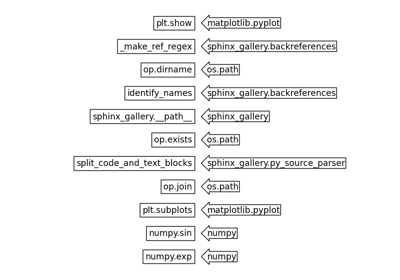 plt.show matplotlib.pyplot
_make_ref_regex sphinx_gallery.backreferences
op.dirname os.path
identify_names sphinx_gallery.backreferences
sphinx_gallery.__path__ sphinx_gallery
op.exists os.path
split_code_and_text_blocks sphinx_gallery.py_source_parser
op.join os.path
plt.subplots matplotlib.pyplot
numpy.sin numpy
numpy.exp numpy